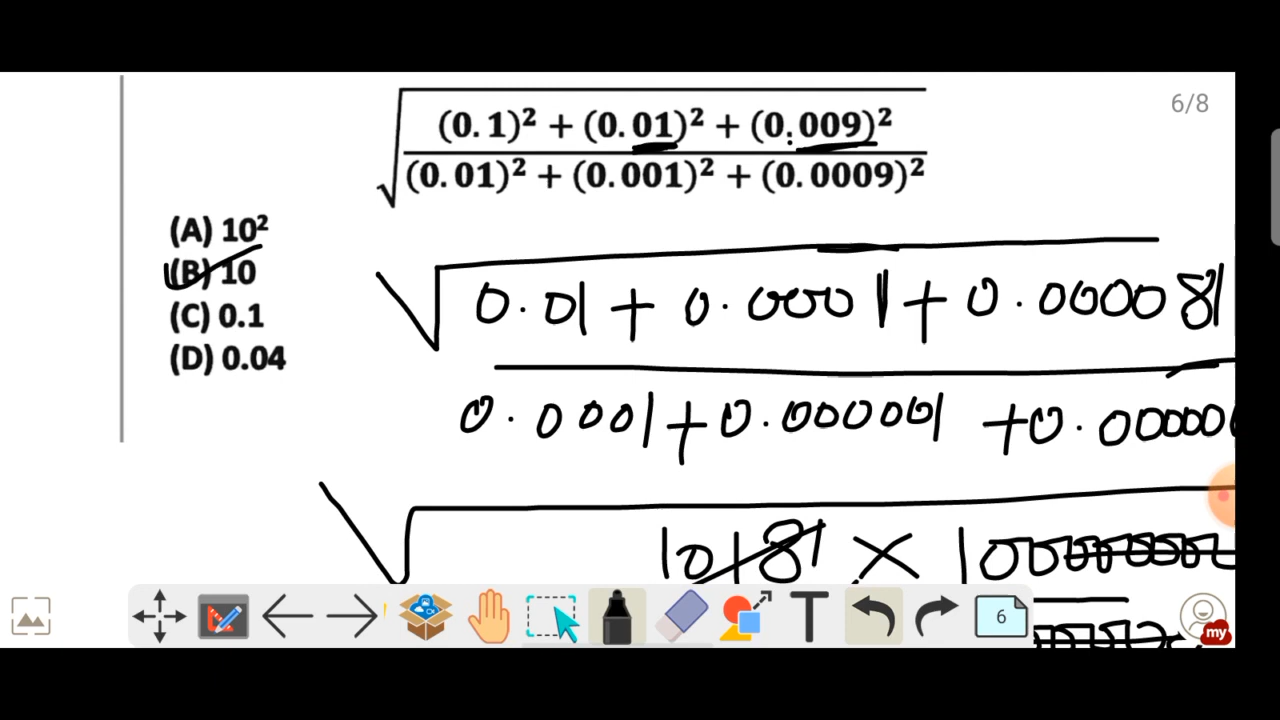 6/8
√((0.1)² + (0.01)² + (0.009)²
(0.01)² + (0.001)² + (0.0009)²
(A) 10²
(B) 10
(C) 0.1
(D) 0.04
√ 0.01 + 0.0001 + 0.000081
0.0001 + 0.000001 + 0.00000
√ 10181 × 100
T
6
my